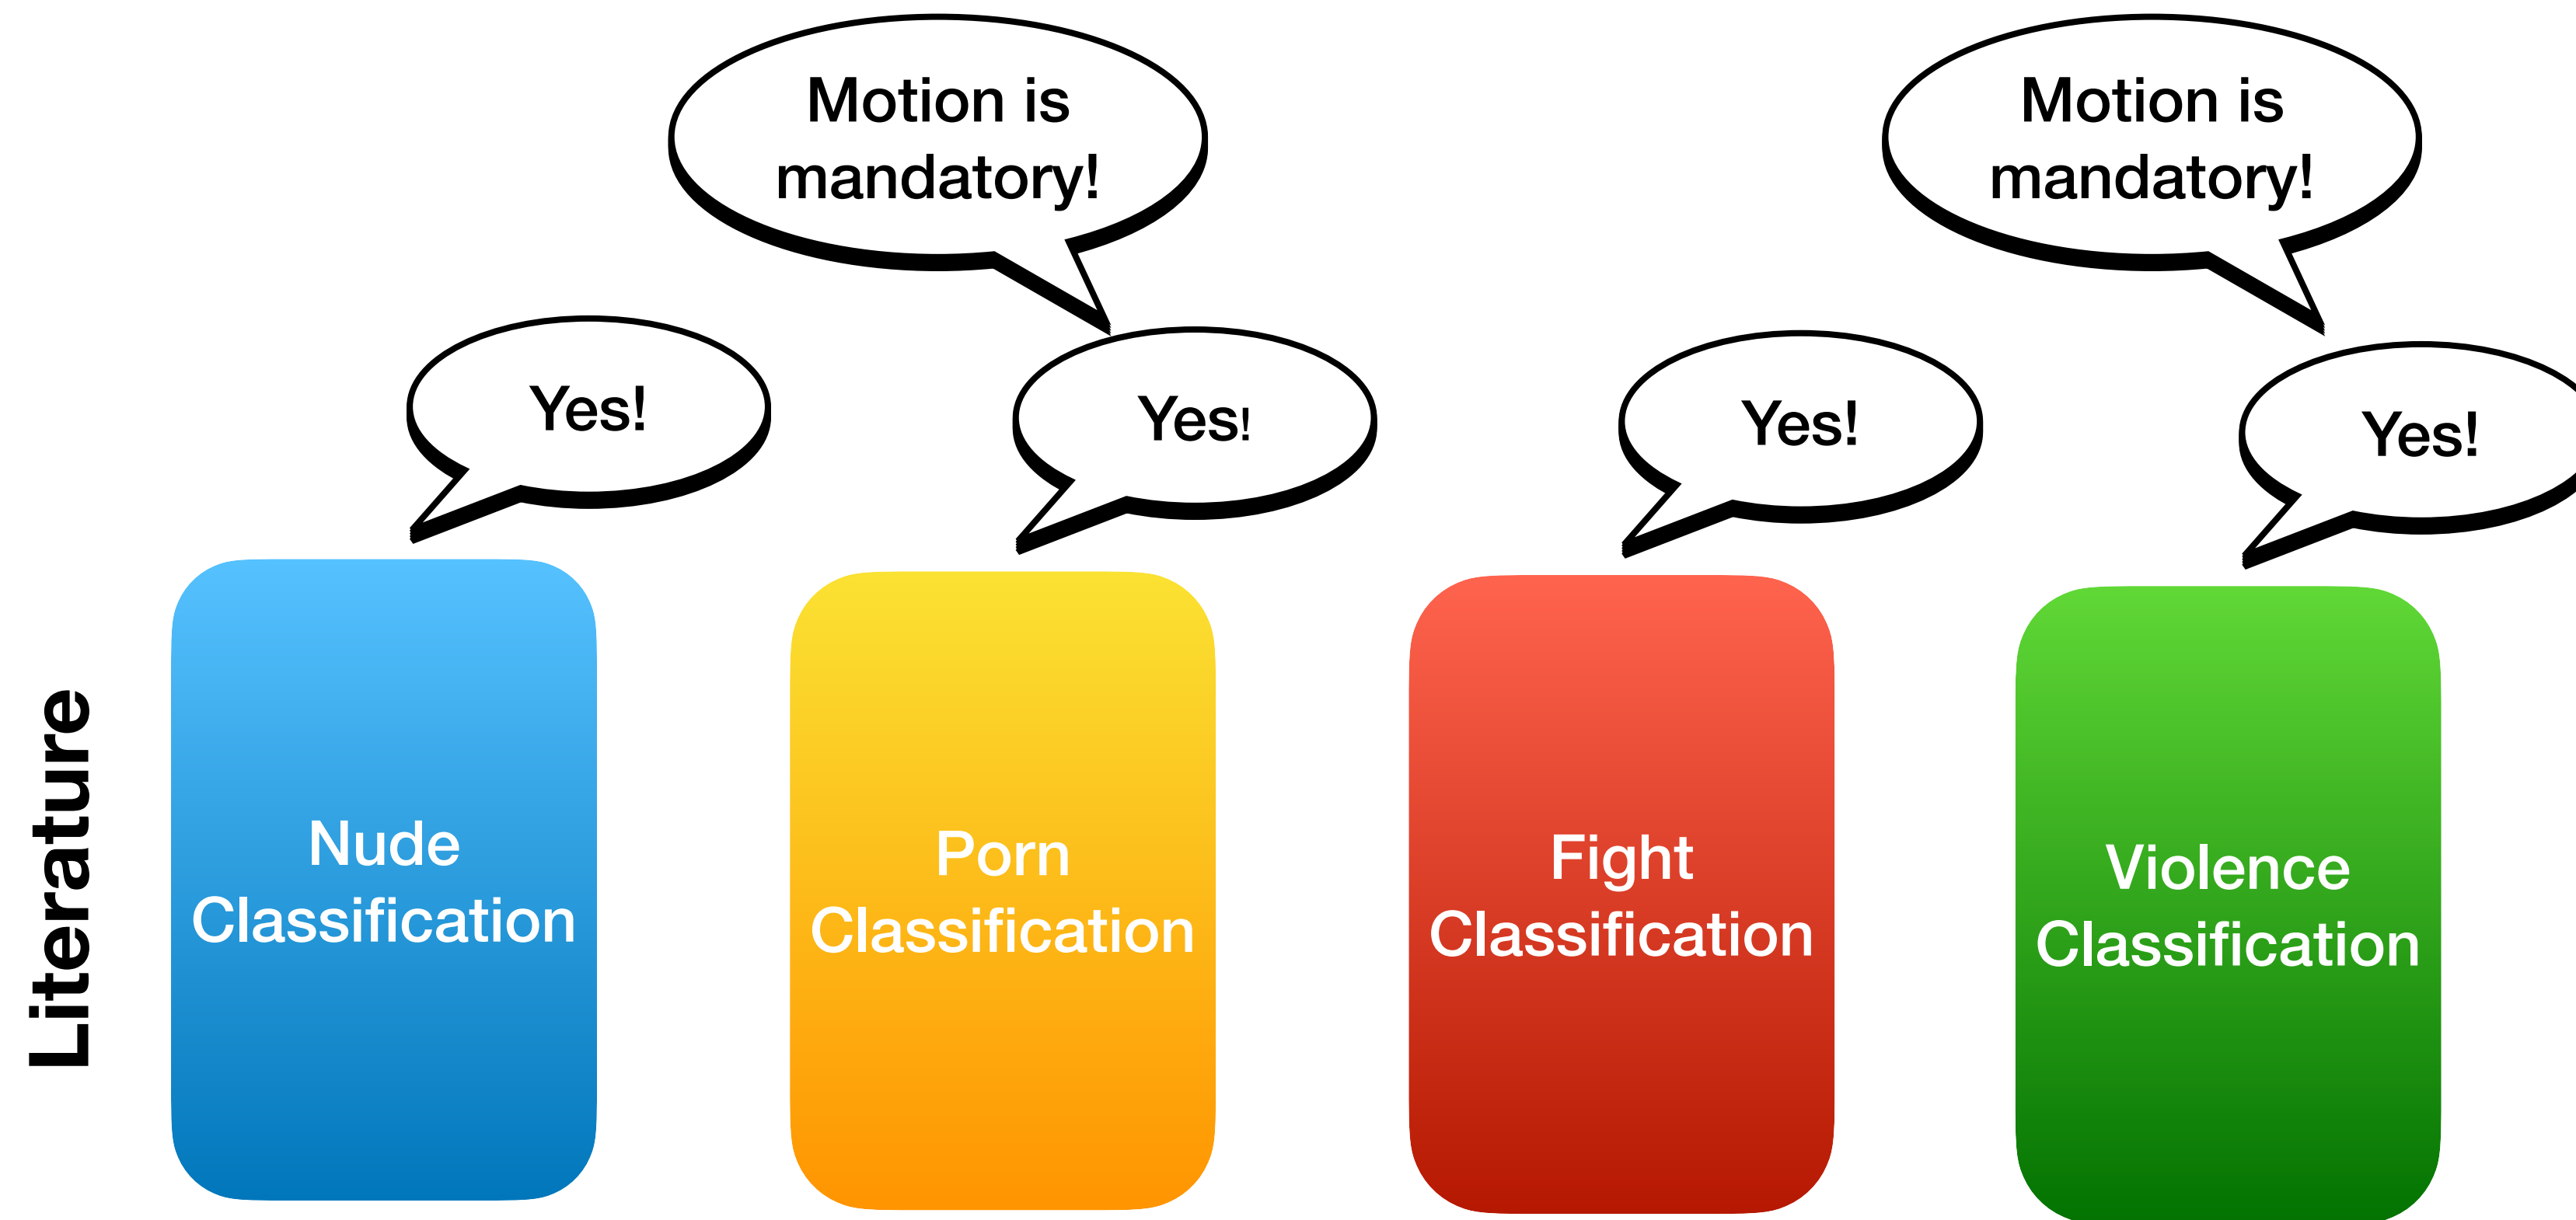 Motion is
mandatory!
Motion is
mandatory!
Yes!
Yes!
Yes!
Yes!
Literature
Nude
Classification
Porn
Classification
Fight
Classification
Violence
Classification